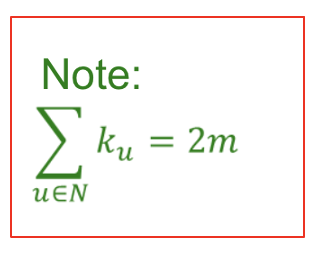 Note:
∑ k_u = 2m
u∈N